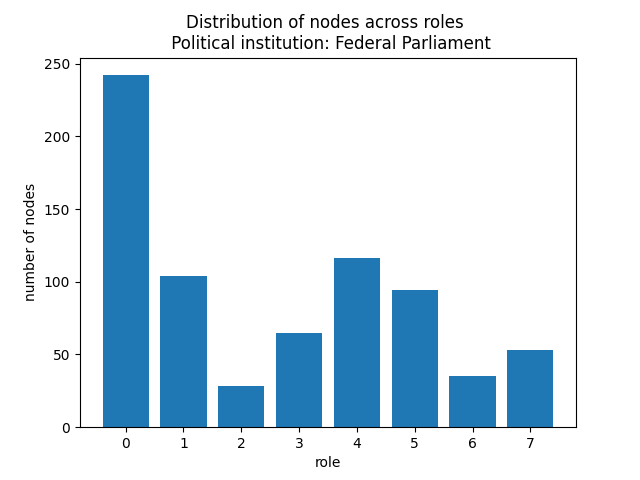 Distribution of nodes across roles
Political institution: Federal Parliament
250
200
150
100
50
0
number of nodes
0 1 2 3 4 5 6 7
role